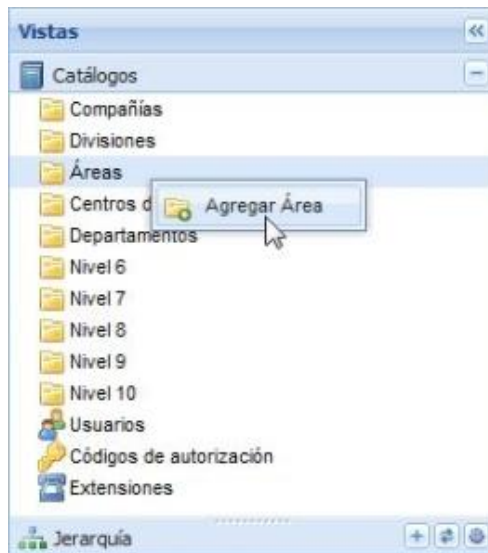 Vistas
Catálogos
Compañías
Divisiones
Áreas
Centros d
Agregar Área
Departamentos
Nivel 6
Nivel 7
Nivel 8
Nivel 9
Nivel 10
Usuarios
Códigos de autorización
Extensiones
Jerarquía